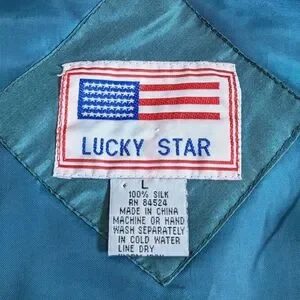 LUCKY STAR
L
100% SILK
RN 84524
MADE IN CHINA
MACHINE OR HAND
WASH SEPARATELY
IN COLD WATER
LINE DRY